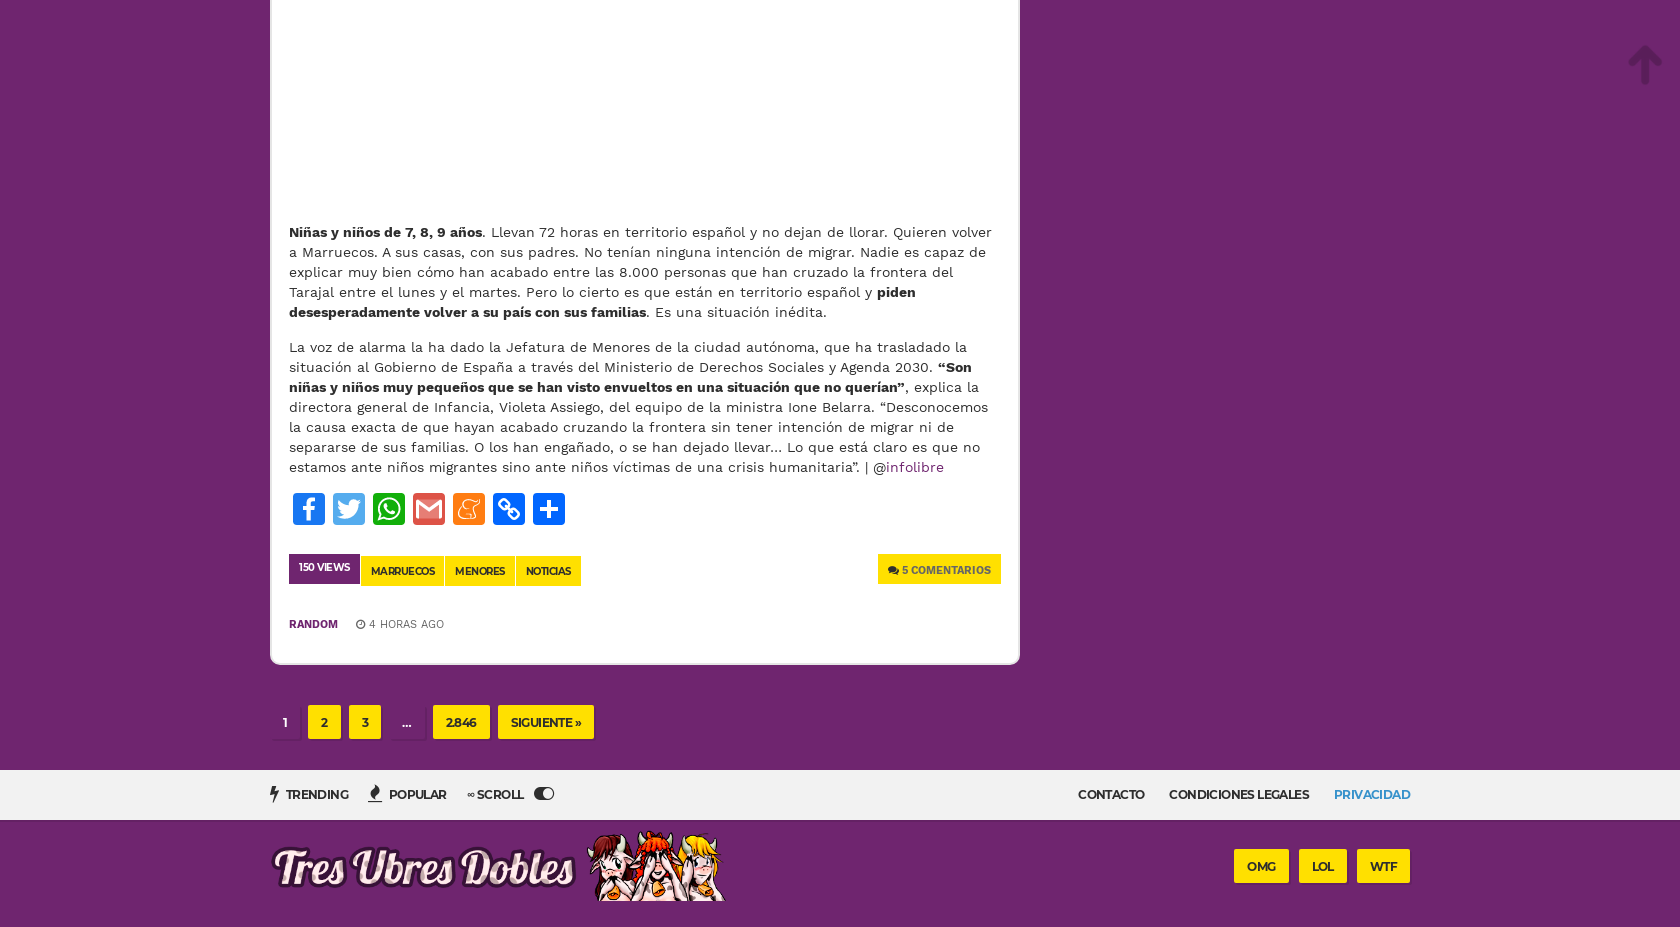 Niñas y niños de 7, 8, 9 años. Llevan 72 horas en territorio español y no dejan de llorar. Quieren volver
a Marruecos. A sus casas, con sus padres. No tenían ninguna intención de migrar. Nadie es capaz de
explicar muy bien cómo han acabado entre las 8.000 personas que han cruzado la frontera del
Tarajal entre el lunes y el martes. Pero lo cierto es que están en territorio español y piden
desesperadamente volver a su país con sus familias. Es una situación inédita.
La voz de alarma la ha dado la Jefatura de Menores de la ciudad autónoma, que ha trasladado la
situación al Gobierno de España a través del Ministerio de Derechos Sociales y Agenda 2030. “Son
niñas y niños muy pequeños que se han visto envueltos en una situación que no querían”, explica la
directora general de Infancia, Violeta Assiego, del equipo de la ministra Ione Belarra. “Desconocemos
la causa exacta de que hayan acabado cruzando la frontera sin tener intención de migrar ni de
separarse de sus familias. O los han engañado, o se han dejado llevar… Lo que está claro es que no
estamos ante niños migrantes sino ante niños víctimas de una crisis humanitaria”. | @infolibre
150 VIEWS MARRUECOS MENORES NOTICIAS 5 COMENTARIOS
RANDOM 4 HORAS AGO
1 2 3 … 2.846 SIGUIENTE »
TRENDING POPULAR ∞ SCROLL CONTACTO CONDICIONES LEGALES PRIVACIDAD
Tres Ubres Dobles OMG LOL WTF